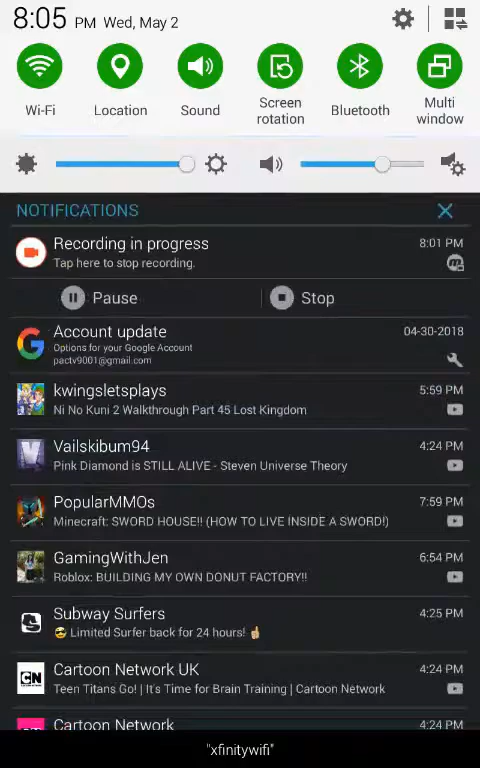 8:05 PM Wed, May 2
Wi-Fi
Location
Sound
Screen rotation
Bluetooth
Multi window
NOTIFICATIONS
Recording in progress 8:01 PM
Tap here to stop recording.
Pause Stop
Account update 04-30-2018
Options for your Google Account
pactv9001@gmail.com
kwingsletsplays 5:59 PM
Ni No Kuni 2 Walkthrough Part 45 Lost Kingdom
Vailskibum94 4:24 PM
Pink Diamond is STILL ALIVE - Steven Universe Theory
PopularMMOs 7:59 PM
Minecraft: SWORD HOUSE!! (HOW TO LIVE INSIDE A SWORD!)
GamingWithJen 6:54 PM
Roblox: BUILDING MY OWN DONUT FACTORY!!
Subway Surfers 4:25 PM
😎 Limited Surfer back for 24 hours! ☝
CN
Cartoon Network UK 4:24 PM
Teen Titans Go! | It's Time for Brain Training | Cartoon Network
Cartoon Network 4:24 PM
"xfinitywifi"